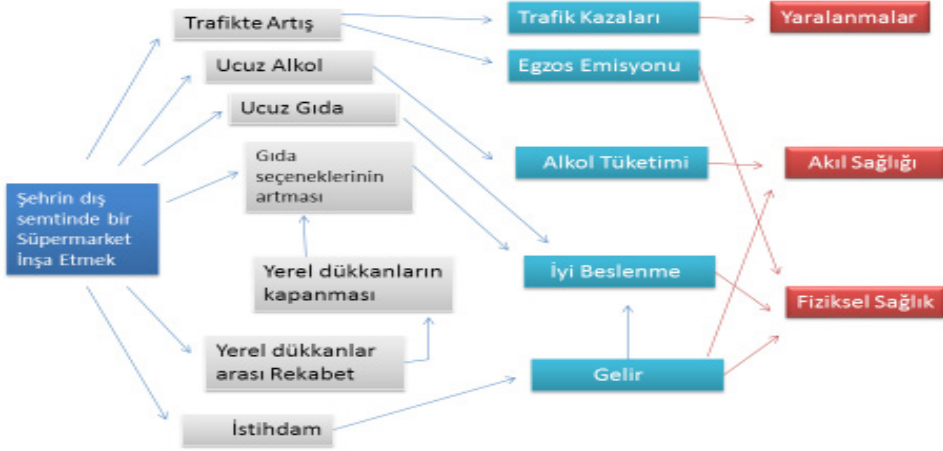 Şehrin dış
semtinde bir
Süpermarket
İnşa Etmek
Trafikte Artış
Ucuz Alkol
Ucuz Gıda
Gıda
seçeneklerinin
artması
Yerel dükkanların
kapanması
Yerel dükkanlar
arası Rekabet
İstihdam
Trafik Kazaları
Egzos Emisyonu
Alkol Tüketimi
İyi Beslenme
Gelir
Yaralanmalar
Akıl Sağlığı
Fiziksel Sağlık